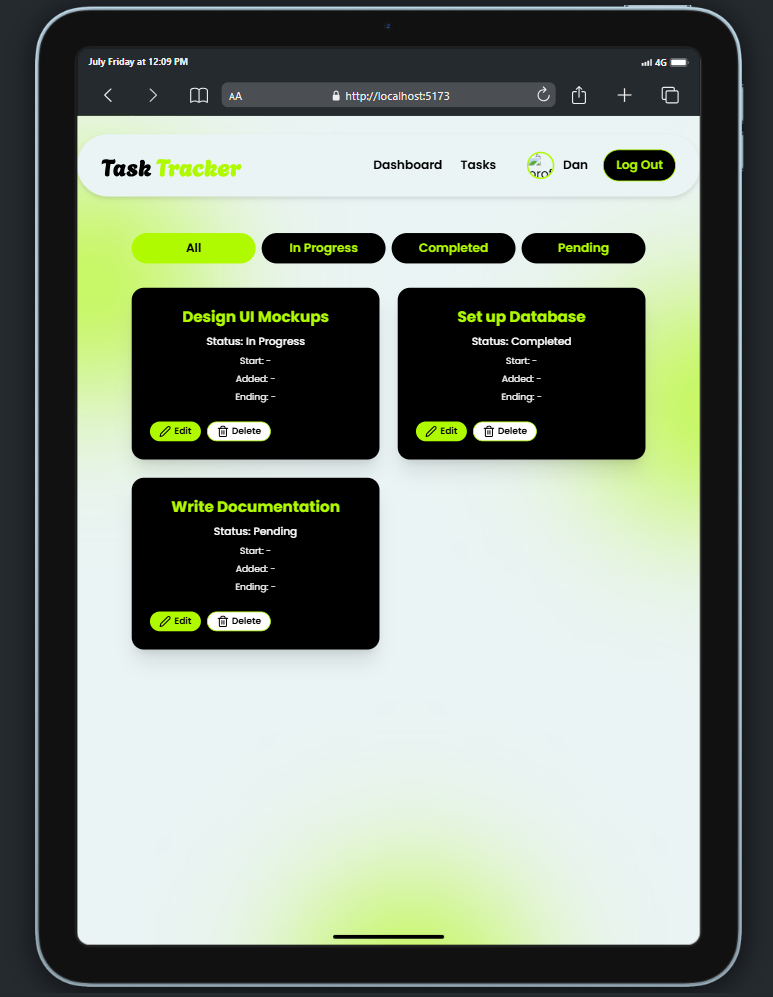 July Friday at 12:09 PM
4G
AA http://localhost:5173
Task Tracker Dashboard Tasks prof Dan Log Out
All In Progress Completed Pending
Design UI Mockups
Status: In Progress
Start: -
Added: -
Ending: -
Edit Delete
Set up Database
Status: Completed
Start: -
Added: -
Ending: -
Edit Delete
Write Documentation
Status: Pending
Start: -
Added: -
Ending: -
Edit Delete